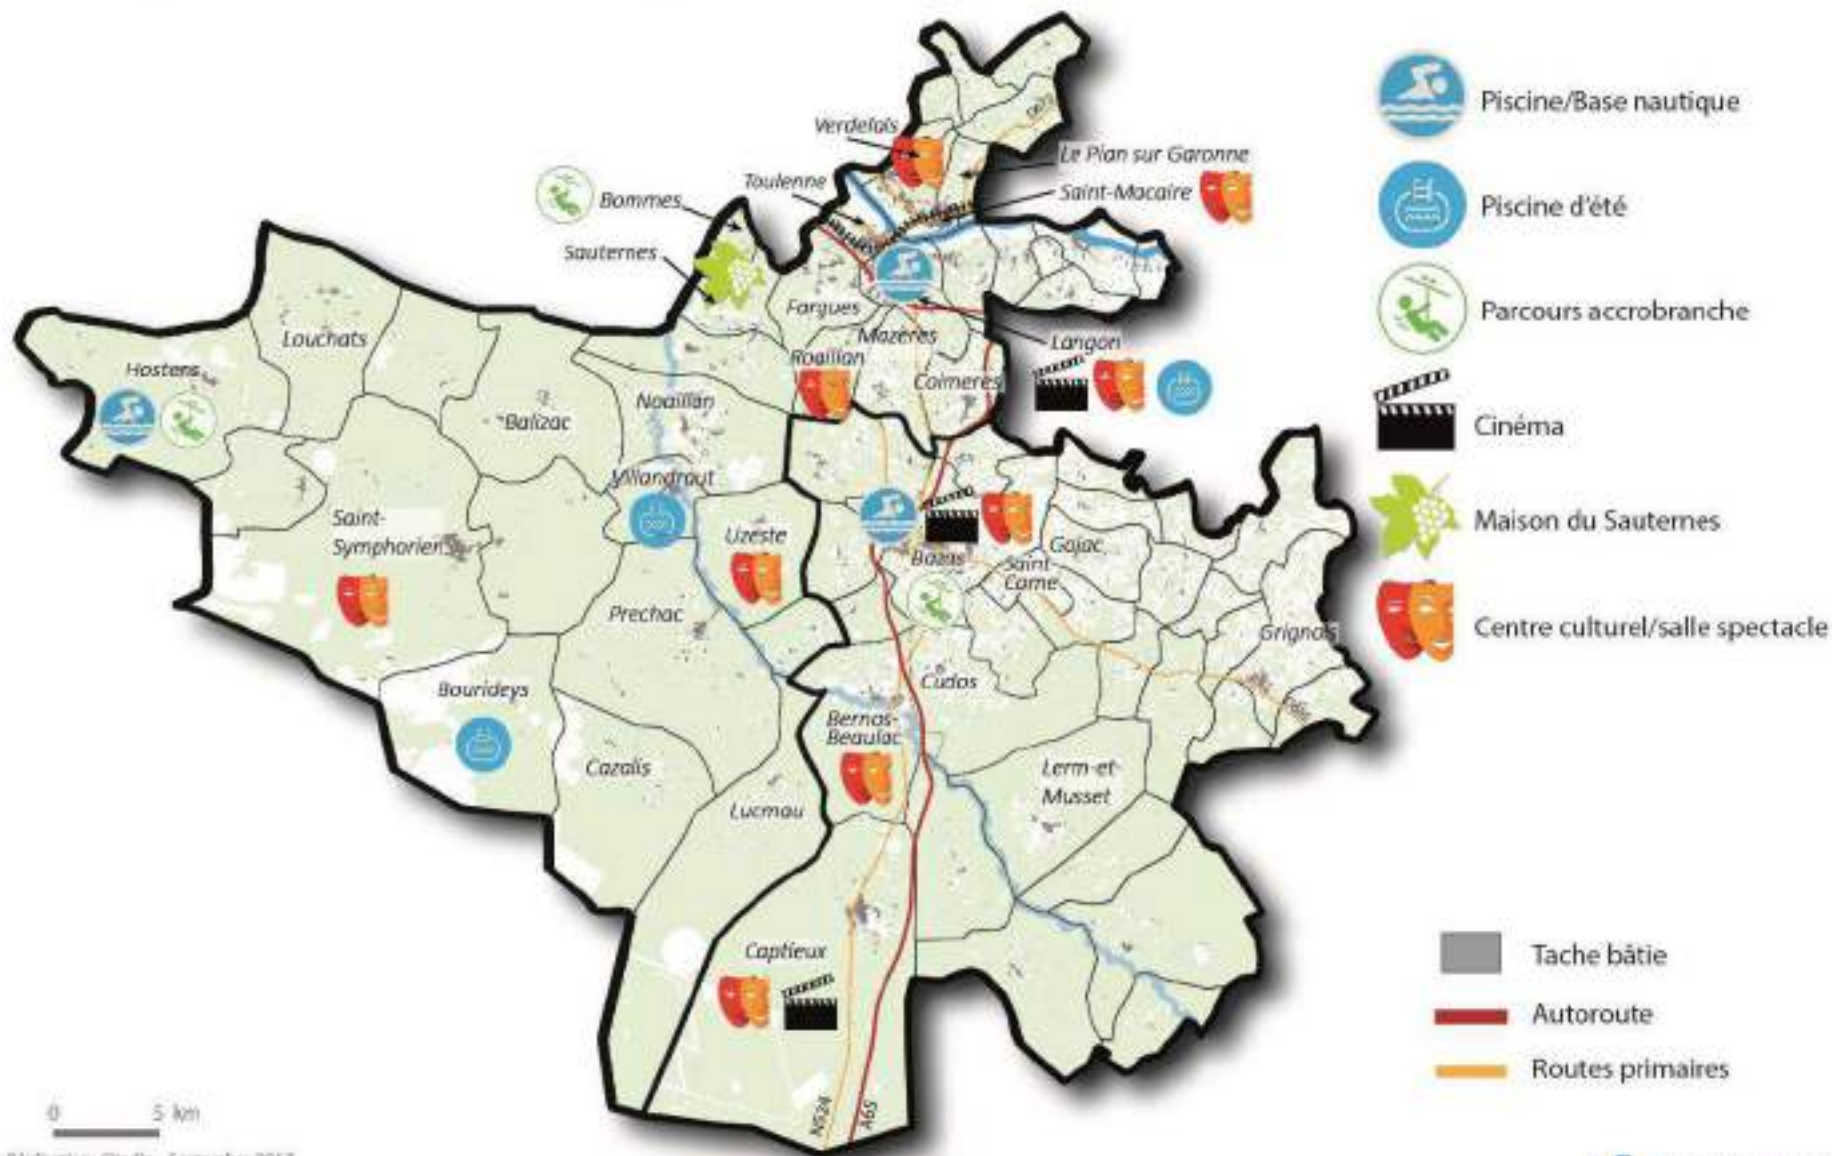 Verdelais
Le Pian sur Garonne
Toulenne
Saint-Macaire
Bommes
Sauternes
Fargues
Mazères
Langon
Louchats
Roaillan
Coimeres
Hostens
Noaillan
Balizac
Villandraut
Saint-
Symphorien
Uzeste
Bazas
Gajac
Saint
Come
Prechac
Grignols
Bourideys
Cudos
Bernos-
Beaulac
Cazalis
Lerm-et-
Musset
Lucmau
Captieux
N524
A65
Piscine/Base nautique
Piscine d'été
Parcours accrobranche
Cinéma
Maison du Sauternes
Centre culturel/salle spectacle
Tache bâtie
Autoroute
Routes primaires
0 5 km